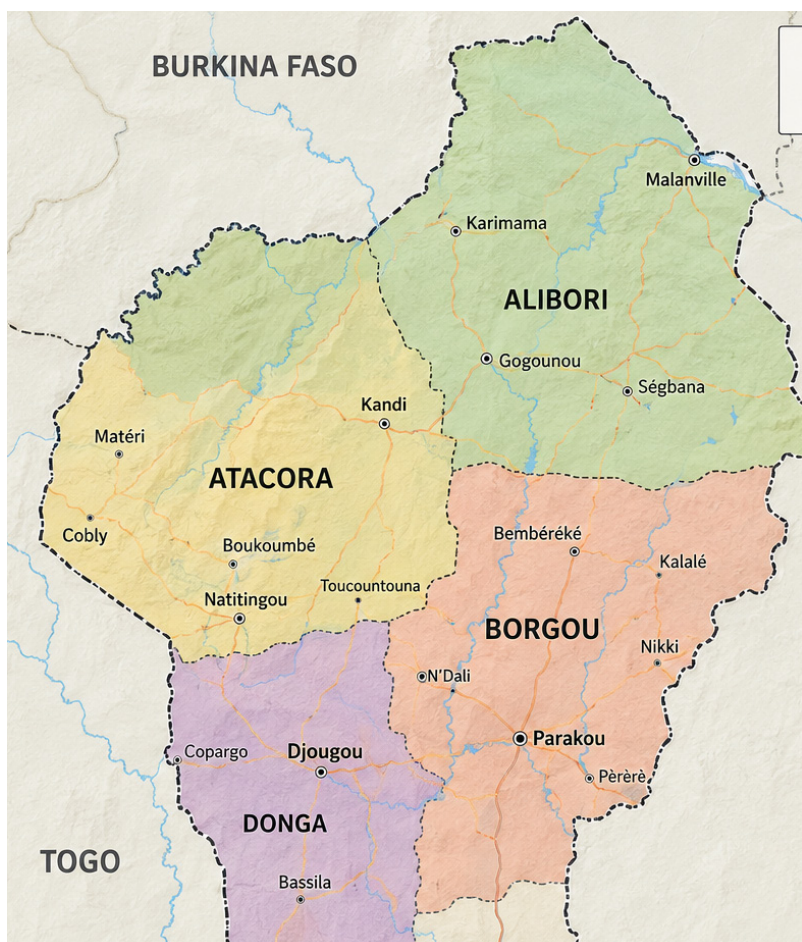 BURKINA FASO
Malanville
Karimama
ALIBORI
Gogounou
Ségbana
Kandi
Matéri
ATACORA
Cobly
Boukoumbé
Bembéréké
Kalalé
Toucountouna
Natitingou
BORGOU
Nikki
N'Dali
Parakou
Copargo
Djougou
Pèrèrè
DONGA
TOGO
Bassila